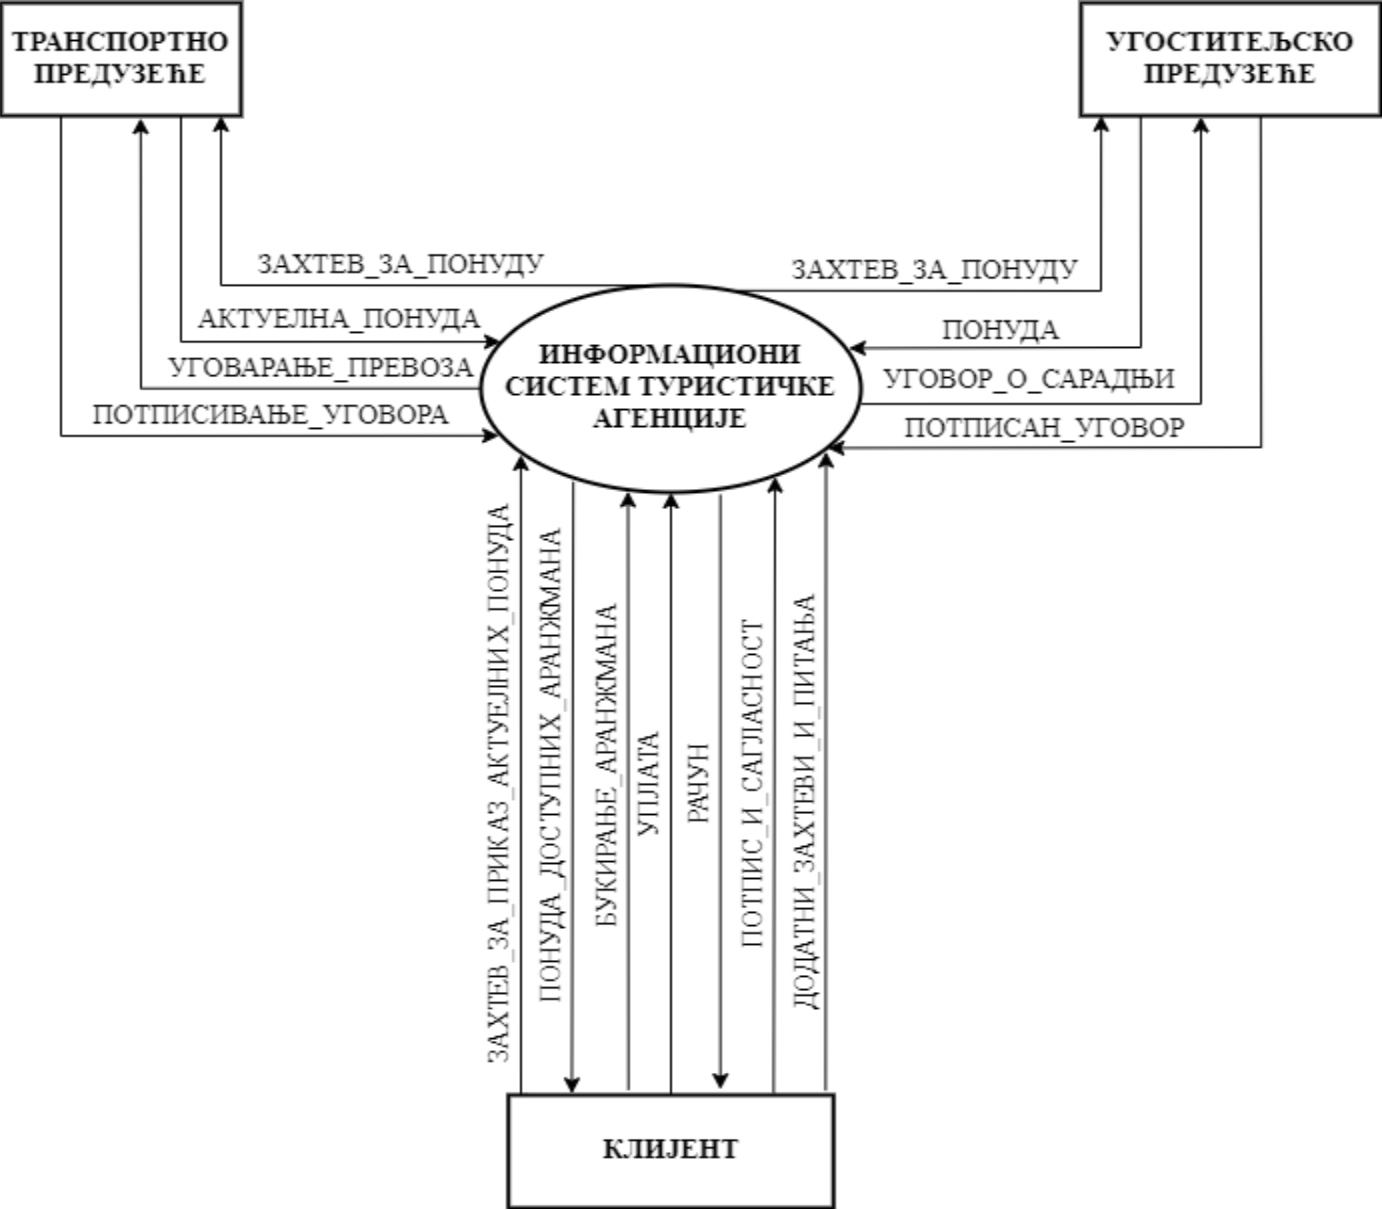 ТРАНСПОРТНО
ПРЕДУЗЕЋЕ
УГОСТИТЕЉСКО
ПРЕДУЗЕЋЕ
ЗАХТЕВ_ЗА_ПОНУДУ
ЗАХТЕВ_ЗА_ПОНУДУ
АКТУЕЛНА_ПОНУДА
ПОНУДА
УГОВАРАЊЕ_ПРЕВОЗА
УГОВОР_О_САРАДЊИ
ПОТПИСИВАЊЕ_УГОВОРА
ПОТПИСАН_УГОВОР
ИНФОРМАЦИОНИ
СИСТЕМ ТУРИСТИЧКЕ
АГЕНЦИЈЕ
ЗАХТЕВ_ЗА_ПРИКАЗ_АКТУЕЛНИХ_ПОНУДА
ПОНУДА_ДОСТУПНИХ_АРАНЖМАНА
БУКИРАЊЕ_АРАНЖМАНА
УПЛАТА
РАЧУН
ПОТПИС_И_САГЛАСНОСТ
ДОДАТНИ_ЗАХТЕВИ_И_ПИТАЊА
КЛИЈЕНТ